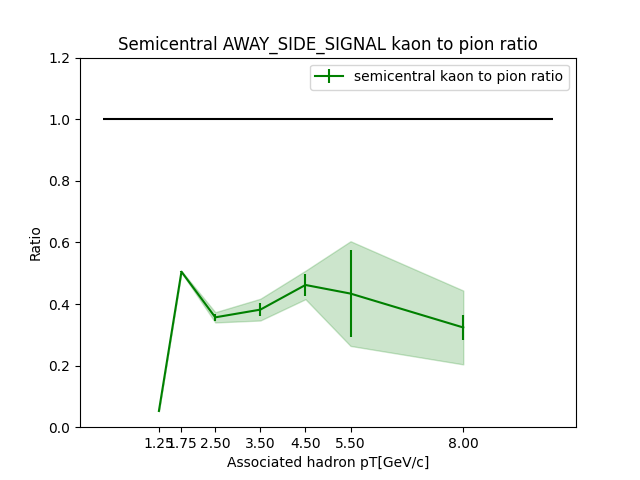 Semicentral AWAY_SIDE_SIGNAL kaon to pion ratio
semicentral kaon to pion ratio
1.2
1.0
0.8
0.6
0.4
0.2
0.0
Ratio
1.25 1.75 2.50 3.50 4.50 5.50 8.00
Associated hadron pT[GeV/c]